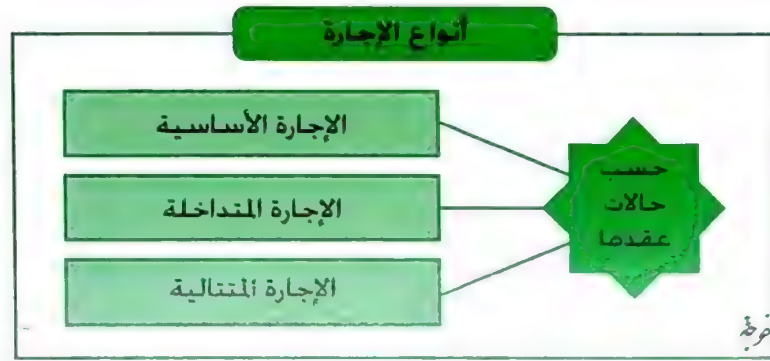 أنواع الإجارة
حسب
حالات
عقدها
الإجارة الأساسية
الإجارة المتداخلة
الإجارة المتتالية